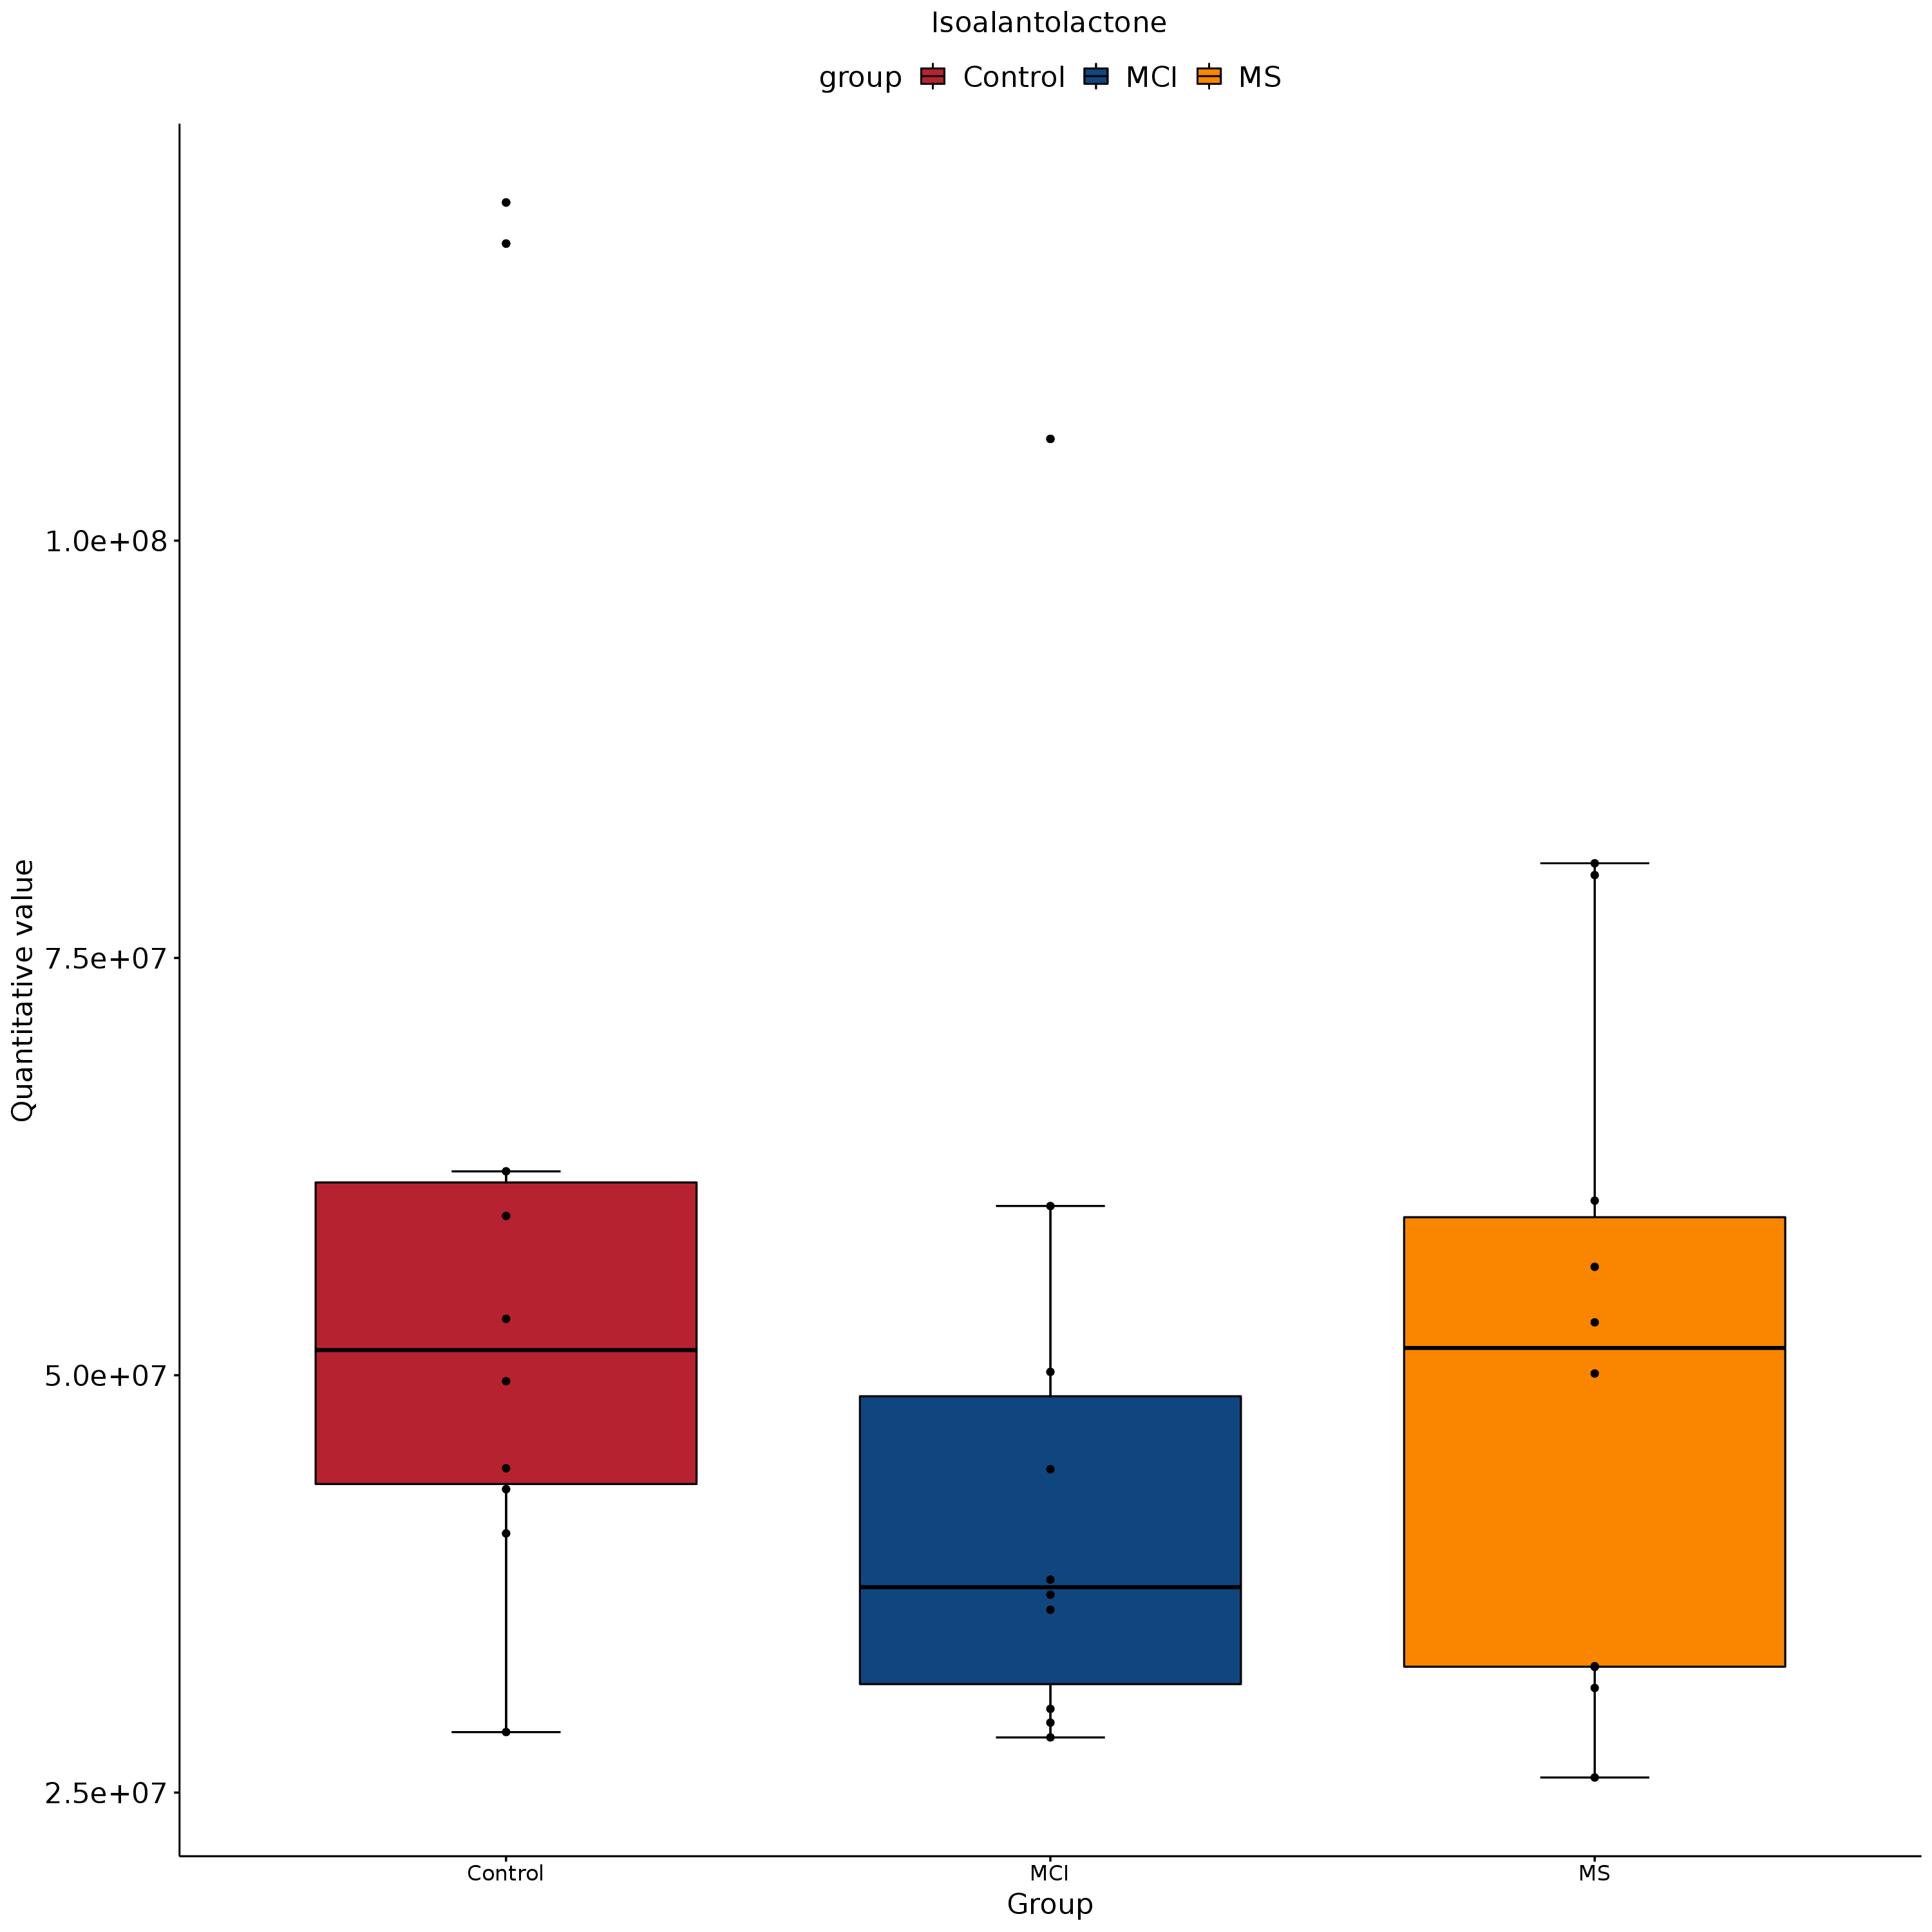 Isoalantolactone
group Control MCI MS
Quantitative value
1.0e+08
7.5e+07
5.0e+07
2.5e+07
Control MCI MS
Group